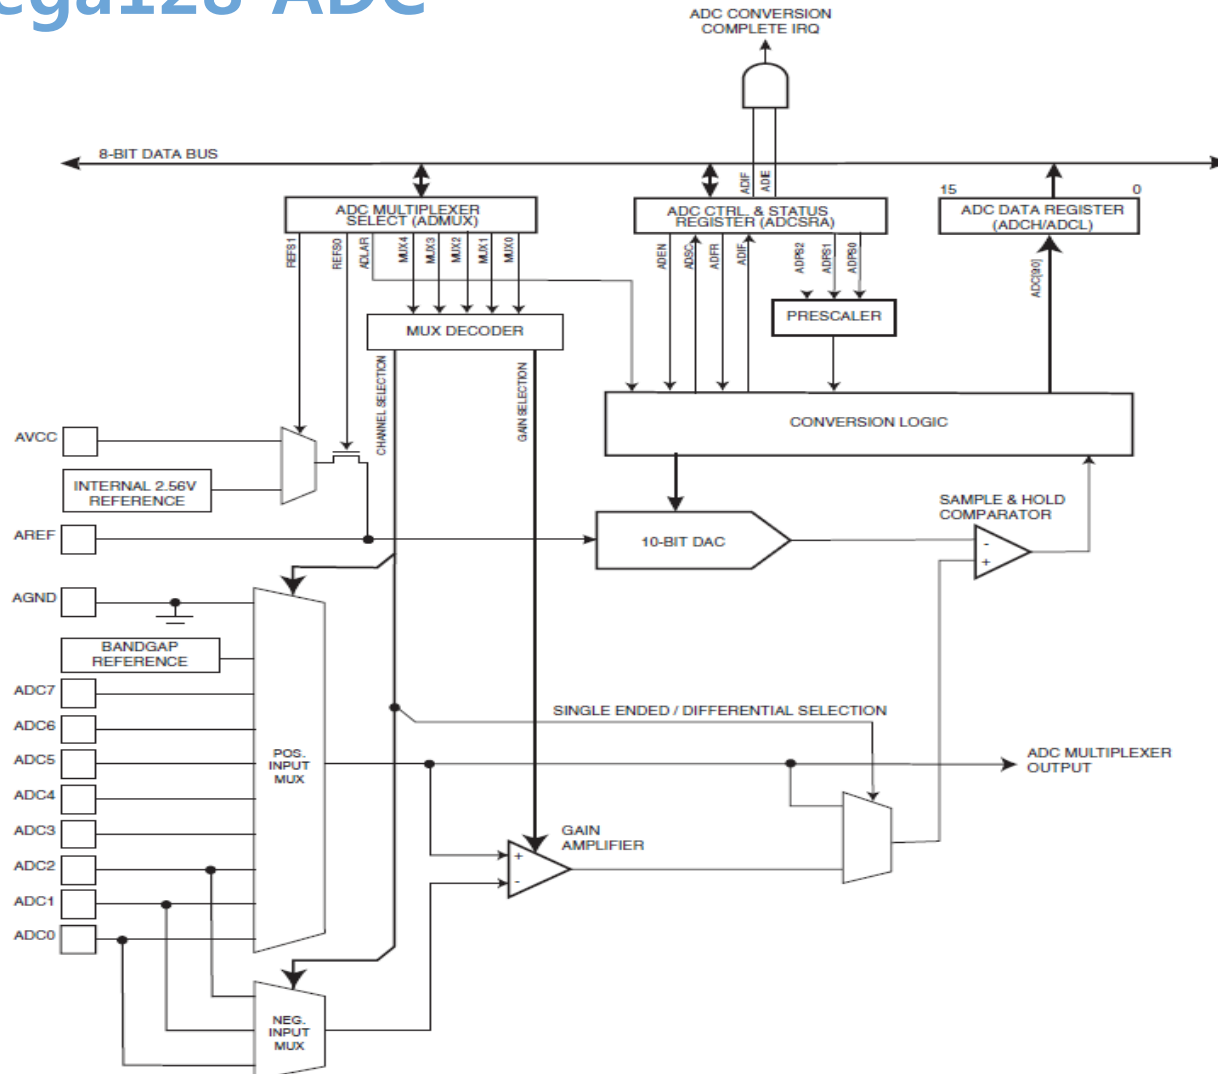 ega128 ADC
ADC CONVERSION
COMPLETE IRQ
8-BIT DATA BUS
ADIF
ADIE
15
0
ADC MULTIPLEXER
SELECT (ADMUX)
ADC CTRL. & STATUS
REGISTER (ADCSRA)
ADC DATA REGISTER
(ADCH/ADCL)
REFS1
REFS0
ADLAR
MUX4
MUX3
MUX2
MUX1
MUX0
ADEN
ADSC
ADFR
ADIF
ADPS2
ADPS1
ADPS0
ADC[9:0]
PRESCALER
MUX DECODER
CHANNEL SELECTION
GAIN SELECTION
CONVERSION LOGIC
AVCC
INTERNAL 2.56V
REFERENCE
SAMPLE & HOLD
COMPARATOR
AREF
10-BIT DAC
-
+
AGND
BANDGAP
REFERENCE
ADC7
SINGLE ENDED / DIFFERENTIAL SELECTION
ADC6
ADC5
POS.
INPUT
MUX
ADC MULTIPLEXER
OUTPUT
ADC4
ADC3
GAIN
AMPLIFIER
+
-
ADC2
ADC1
ADC0
NEG.
INPUT
MUX